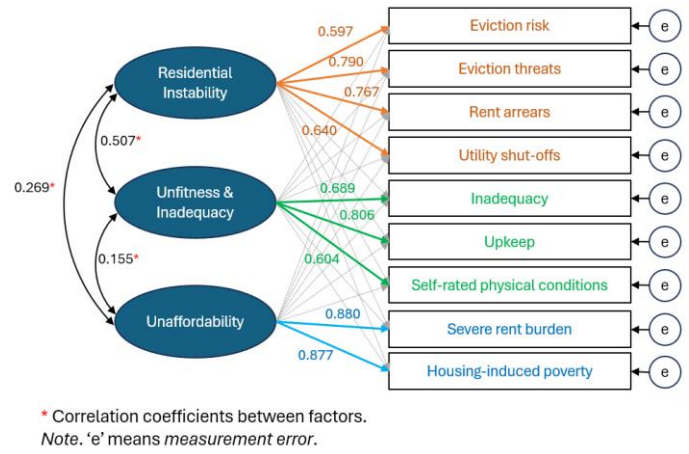 Eviction risk
e
0.597
Residential
Instability
0.790
Eviction threats
e
0.767
Rent arrears
e
0.507*
0.640
Utility shut-offs
e
0.269*
0.689
Inadequacy
e
Unfitness &
Inadequacy
0.806
Upkeep
e
0.155*
0.604
Self-rated physical conditions
e
Unaffordability
0.880
Severe rent burden
e
0.877
Housing-induced poverty
e
* Correlation coefficients between factors.
Note. ‘e’ means measurement error.